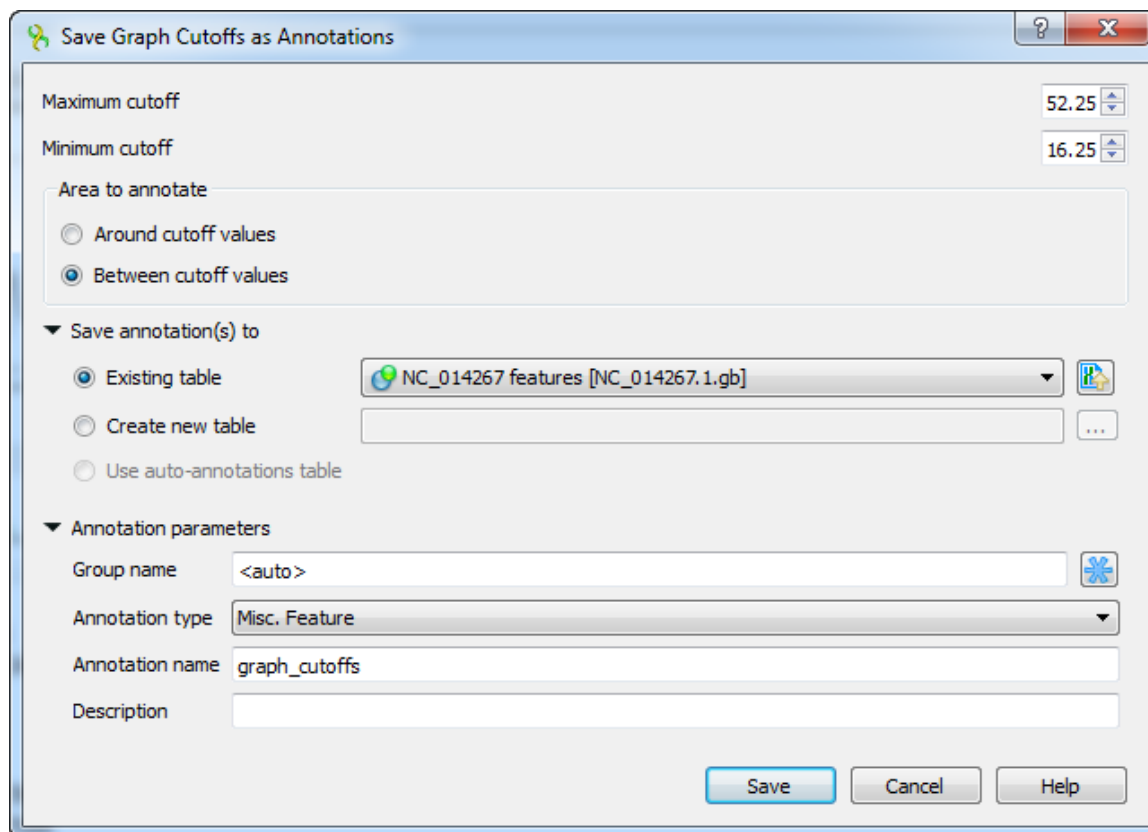 Save Graph Cutoffs as Annotations
Maximum cutoff 52.25
Minimum cutoff 16.25
Area to annotate
Around cutoff values
Between cutoff values
Save annotation(s) to
Existing table NC_014267 features [NC_014267.1.gb]
Create new table ...
Use auto-annotations table
Annotation parameters
Group name <auto>
Annotation type Misc. Feature
Annotation name graph_cutoffs
Description
Save Cancel Help